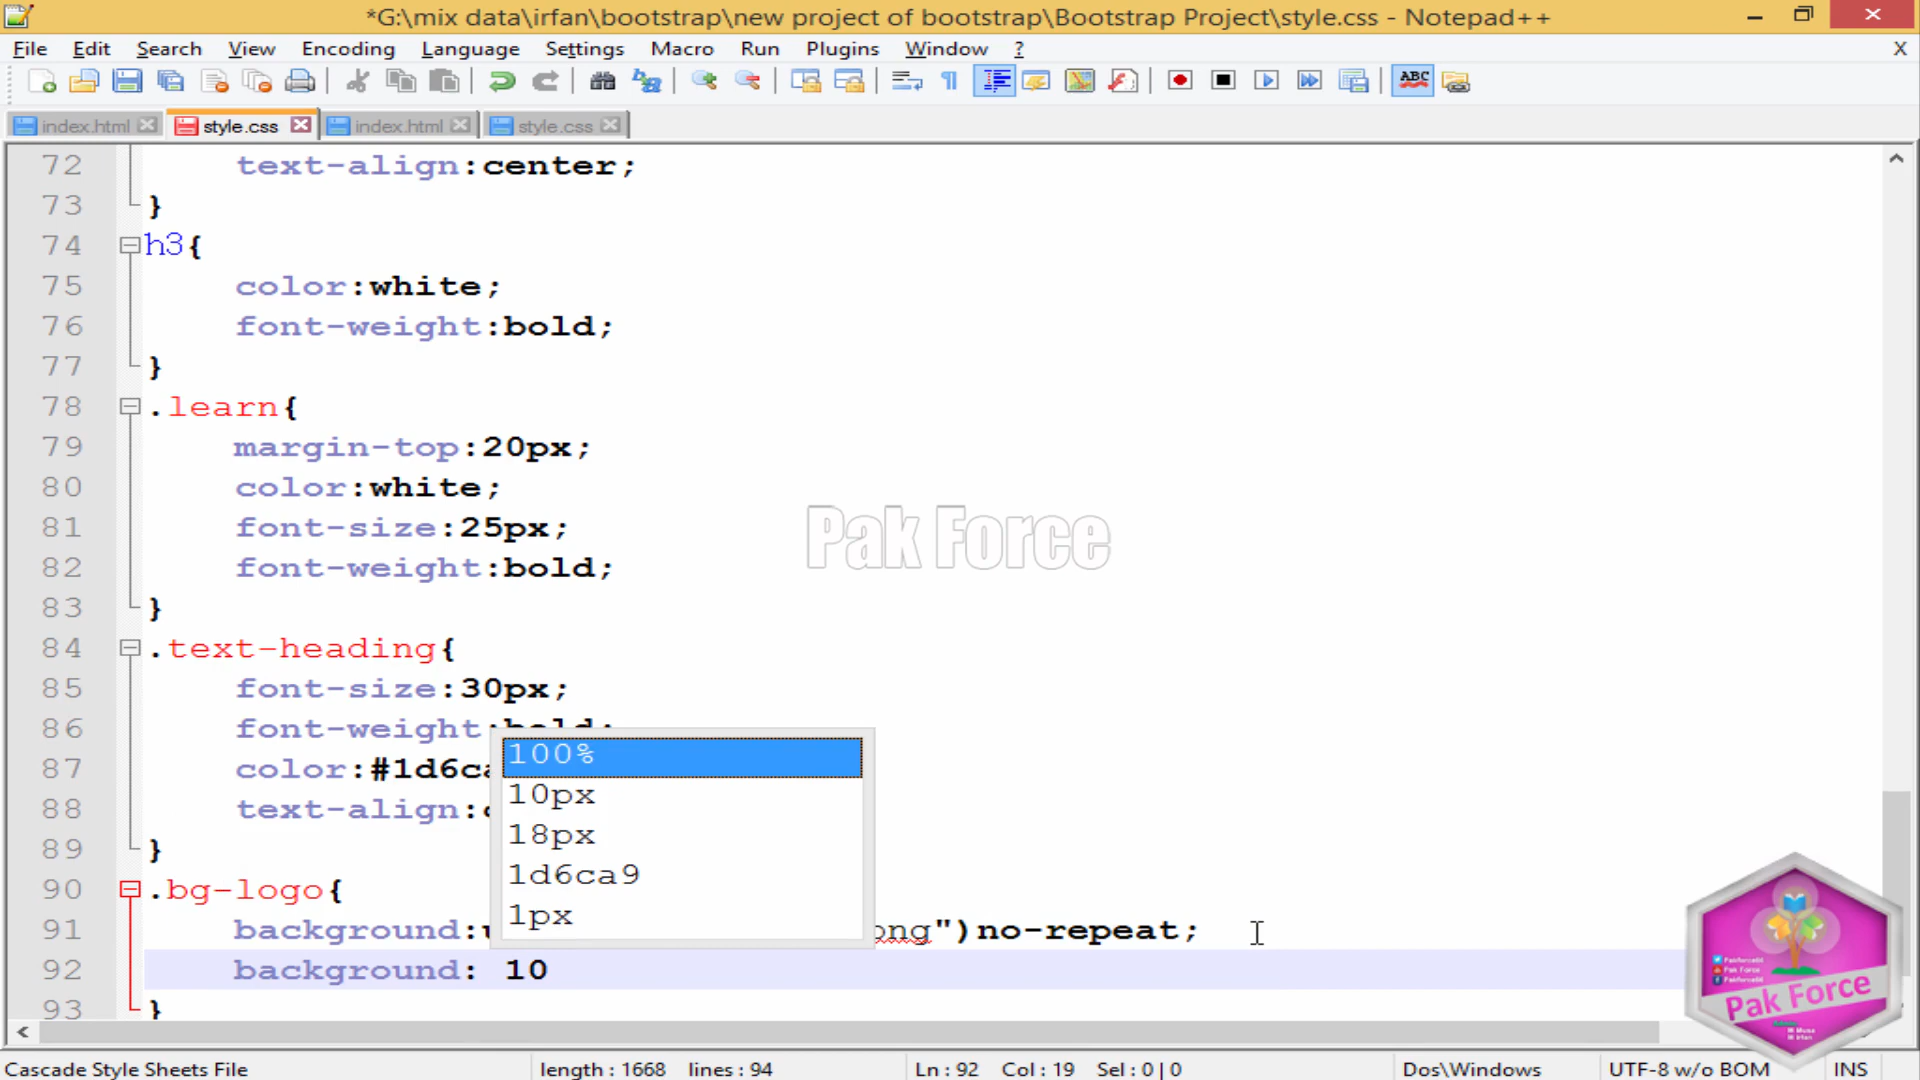 *G:\mix data\irfan\bootstrap\new project of bootstrap\Bootstrap Project\style.css - Notepad++
File Edit Search View Encoding Language Settings Macro Run Plugins Window ? X
ABC
index.html style.css index.html style.css
72 text-align:center;
73 }
74 h3{
75 color:white;
76 font-weight:bold;
77 }
78 .learn{
79 margin-top:20px;
80 color:white;
81 font-size:25px;
82 font-weight:bold;
83 }
84 .text-heading{
85 font-size:30px;
86 font-weight:bold;
87 color:#1d6ca
88 text-align:
89 }
90 .bg-logo{
91 background: png")no-repeat;
92 background: 10
93 }
100%
10px
18px
1d6ca9
1px
Pak Force
Pak Force
Pak Force
Cascade Style Sheets File length : 1668 lines : 94 Ln : 92 Col : 19 Sel : 0 | 0 Dos\Windows UTF-8 w/o BOM INS